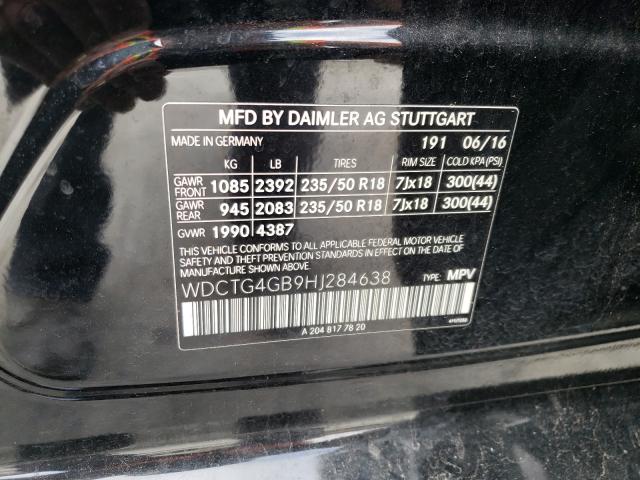 MFD BY DAIMLER AG STUTTGART
MADE IN GERMANY 191 06/16
KG LB TIRES RIM SIZE COLD KPA (PSI)
GAWR FRONT 1085 2392 235/50 R18 7Jx18 300(44)
GAWR REAR 945 2083 235/50 R18 7Jx18 300(44)
GVWR 1990 4387
THIS VEHICLE CONFORMS TO ALL APPLICABLE FEDERAL MOTOR VEHICLE
SAFETY AND THEFT PREVENTION STANDARDS IN EFFECT ON THE DATE
OF MANUFACTURE SHOWN ABOVE.
WDCTG4GB9HJ284638 TYPE: MPV
A 204 817 78 20